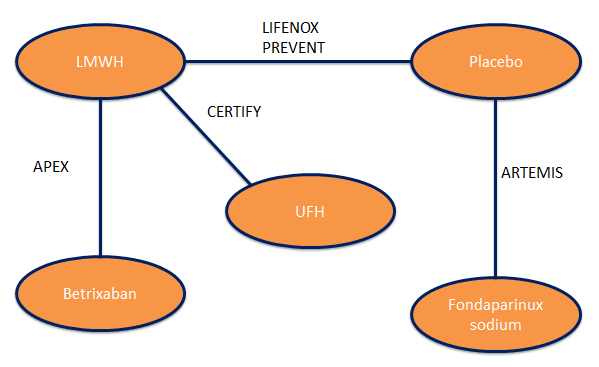 LIFENOX
PREVENT
LMWH
Placebo
CERTIFY
APEX
ARTEMIS
UFH
Betrixaban
Fondaparinux
sodium